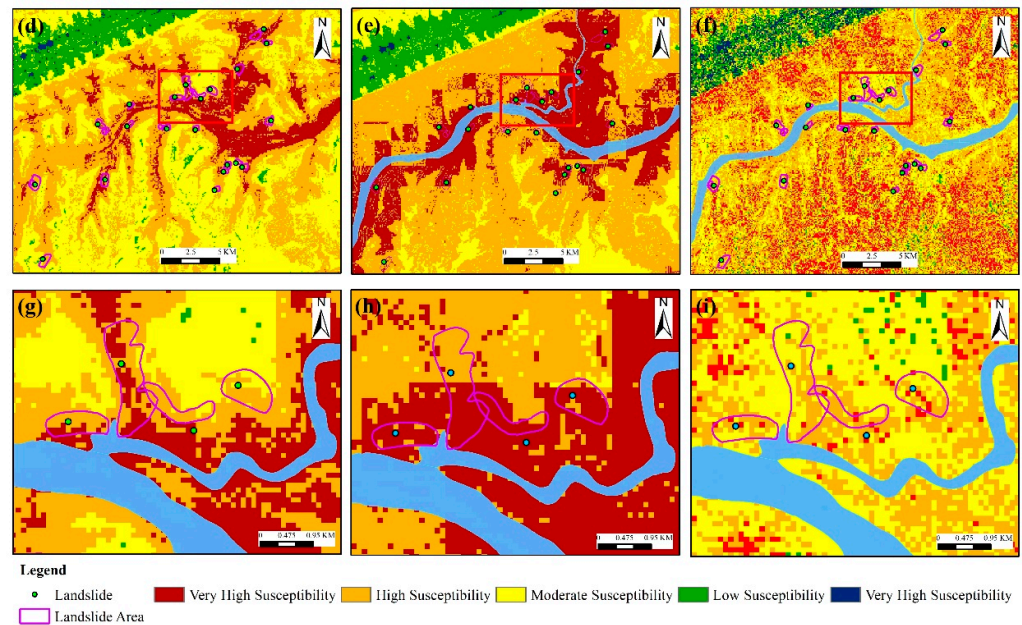 (d)
N
0 2.5 5 KM
(e)
N
0 2.5 5 KM
(f)
N
0 2.5 5 KM
(g)
N
0 0.475 0.95 KM
(h)
N
0 0.475 0.95 KM
(i)
N
0 0.475 0.95 KM
Legend
Landslide Very High Susceptibility High Susceptibility Moderate Susceptibility Low Susceptibility Very High Susceptibility
Landslide Area